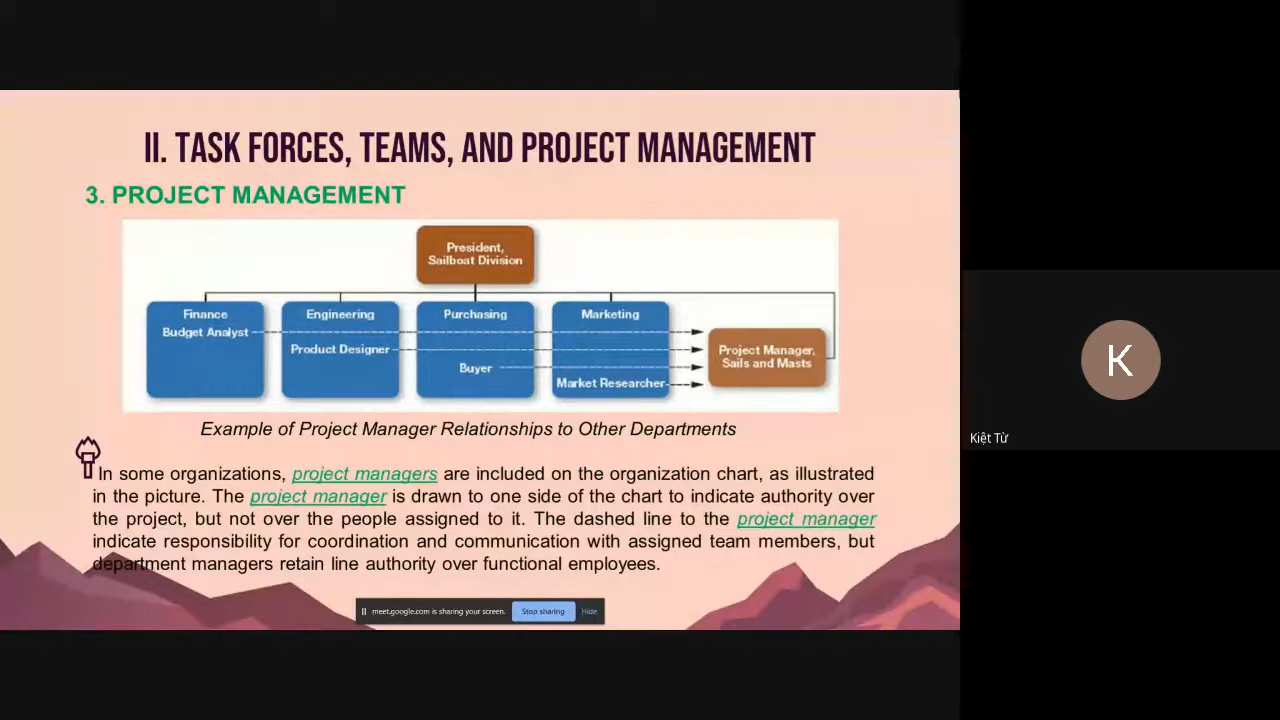 II. TASK FORCES, TEAMS, AND PROJECT MANAGEMENT
3. PROJECT MANAGEMENT
President,
Sailboat Division
Finance
Budget Analyst
Engineering
Product Designer
Purchasing
Buyer
Marketing
Market Researcher
Project Manager,
Sails and Masts
Example of Project Manager Relationships to Other Departments
In some organizations, project managers are included on the organization chart, as illustrated
in the picture. The project manager is drawn to one side of the chart to indicate authority over
the project, but not over the people assigned to it. The dashed line to the project manager
indicate responsibility for coordination and communication with assigned team members, but
department managers retain line authority over functional employees.
meet.google.com is sharing your screen.
Stop sharing
Hide
K
Kiệt Từ